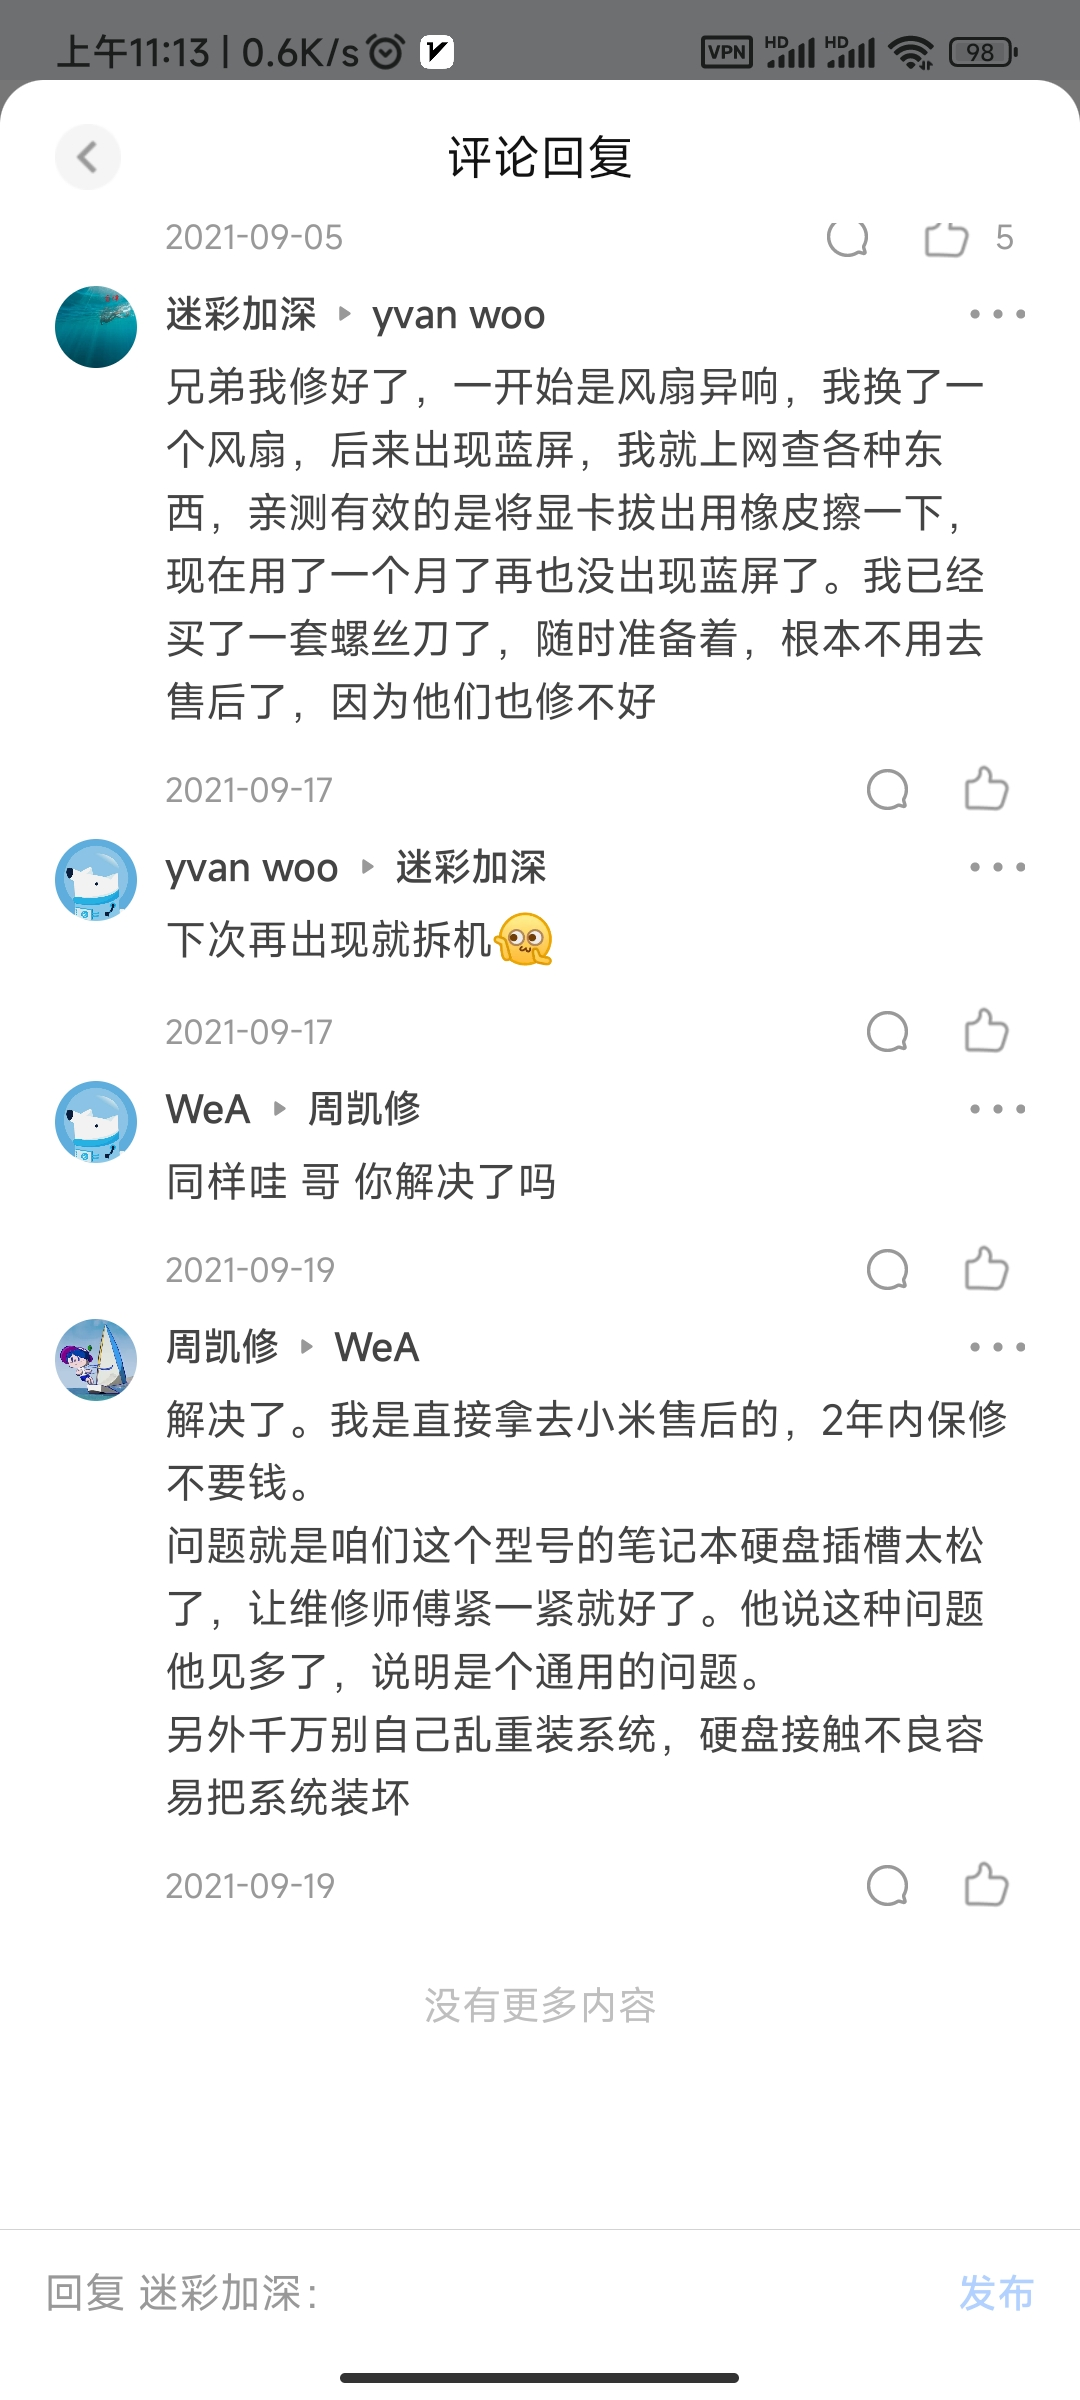 上午11:13 | 0.6K/s
VPN HD HD 98
评论回复
2021-09-05 5
迷彩加深 yvan woo
兄弟我修好了，一开始是风扇异响，我换了一
个风扇，后来出现蓝屏，我就上网查各种东
西，亲测有效的是将显卡拔出用橡皮擦一下，
现在用了一个月了再也没出现蓝屏了。我已经
买了一套螺丝刀了，随时准备着，根本不用去
售后了，因为他们也修不好
2021-09-17
yvan woo 迷彩加深
下次再出现就拆机
2021-09-17
WeA 周凯修
同样哇 哥 你解决了吗
2021-09-19
周凯修 WeA
解决了。我是直接拿去小米售后的，2年内保修
不要钱。
问题就是咱们这个型号的笔记本硬盘插槽太松
了，让维修师傅紧一紧就好了。他说这种问题
他见多了，说明是个通用的问题。
另外千万别自己乱重装系统，硬盘接触不良容
易把系统装坏
2021-09-19
没有更多内容
回复 迷彩加深： 发布